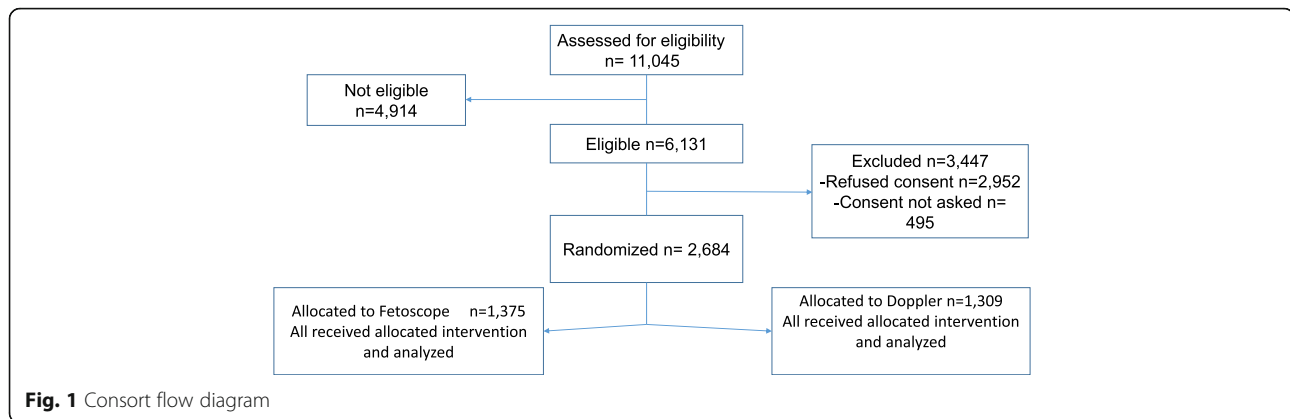 Assessed for eligibility
n= 11,045
Not eligible
n=4,914
Eligible n=6,131
Excluded n=3,447
-Refused consent n=2,952
-Consent not asked n=
495
Randomized n= 2,684
Allocated to Fetoscope n=1,375
All received allocated intervention
and analyzed
Allocated to Doppler n=1,309
All received allocated intervention
and analyzed
Fig. 1 Consort flow diagram